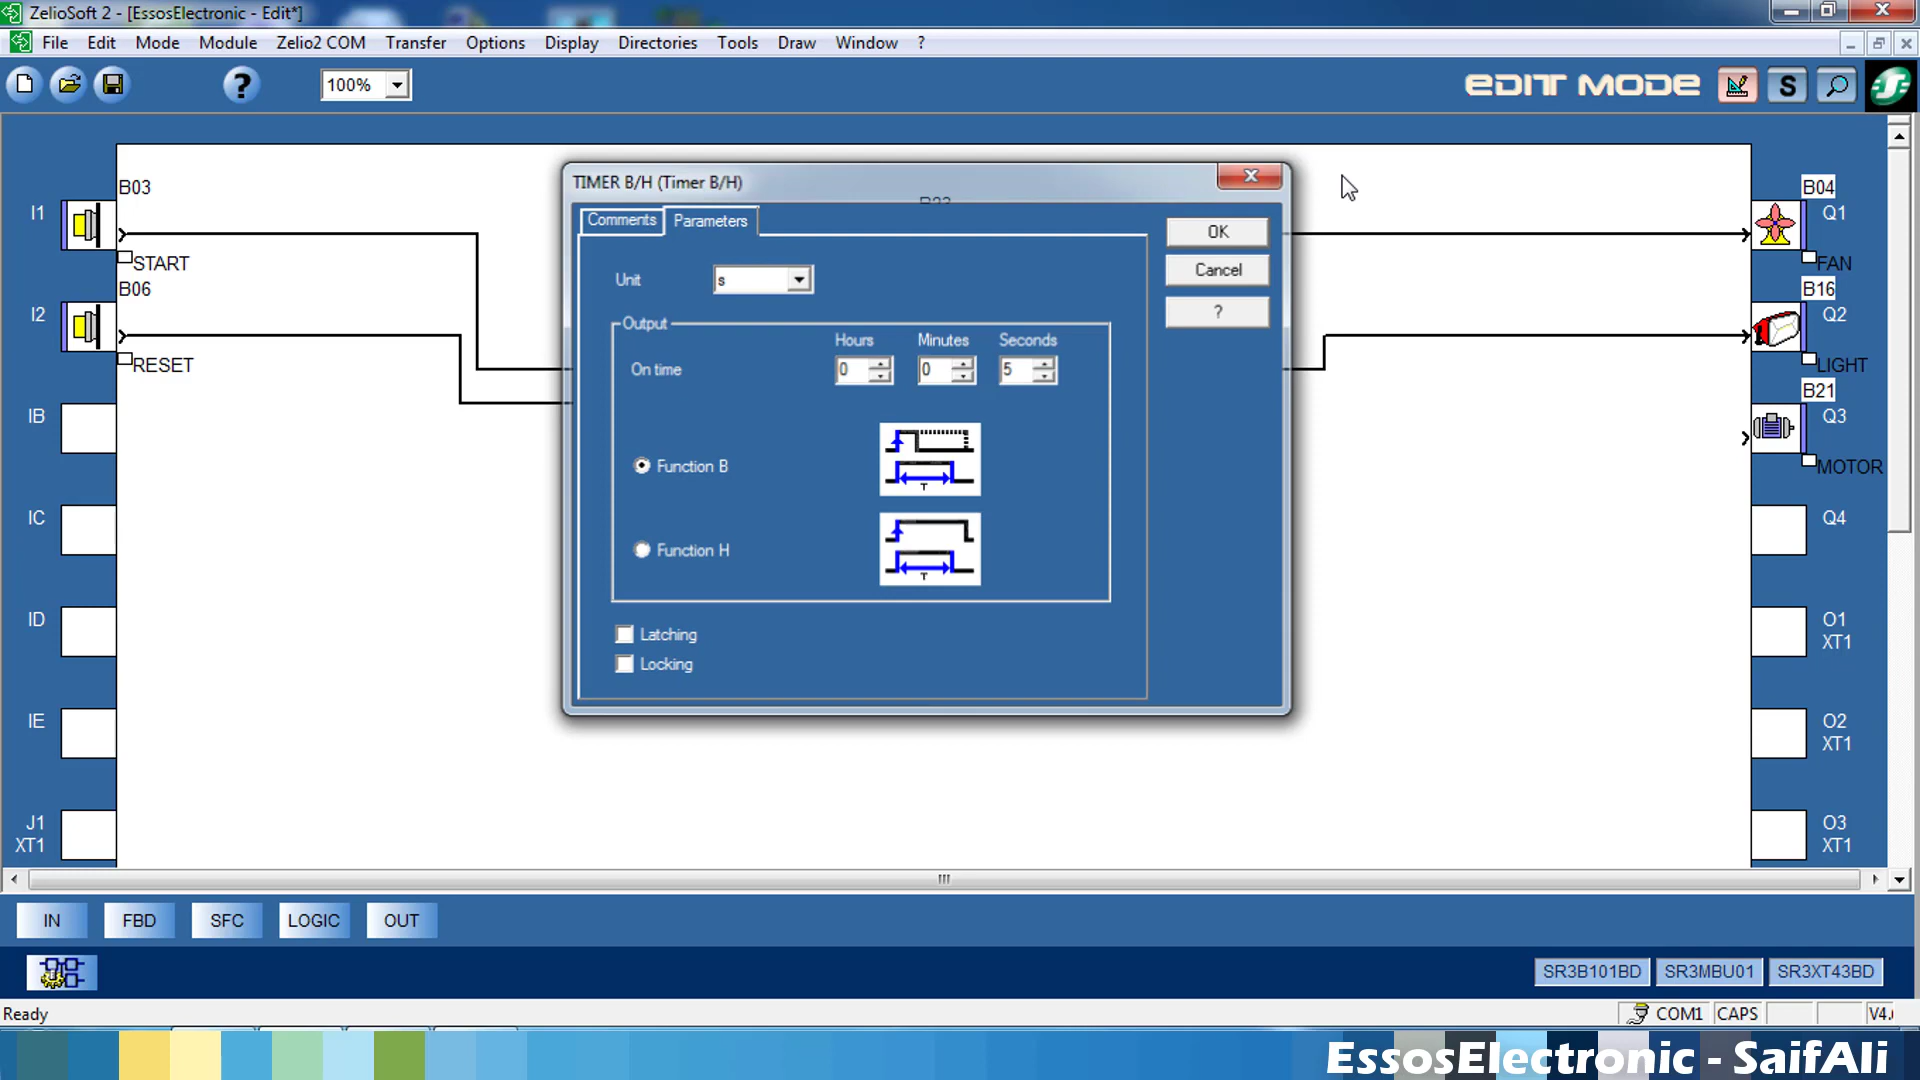 ZelioSoft 2 - [EssosElectronic - Edit*]
File Edit Mode Module Zelio2 COM Transfer Options Display Directories Tools Draw Window ?
? 100% EDIT MODE S
TIMER B/H (Timer B/H)
Comments Parameters
OK
Cancel
?
Unit s
Output
Hours Minutes Seconds
On time 0 0 5
Function B
T
Function H
T
Latching
Locking
B03
I1
START
B06
I2
RESET
IB
IC
ID
IE
J1
XT1
B04
Q1
FAN
B16
Q2
LIGHT
B21
Q3
MOTOR
Q4
O1
XT1
O2
XT1
O3
XT1
IN FBD SFC LOGIC OUT
SR3B101BD SR3MBU01 SR3XT43BD
Ready COM1 CAPS
EssosElectronic - SaifAli